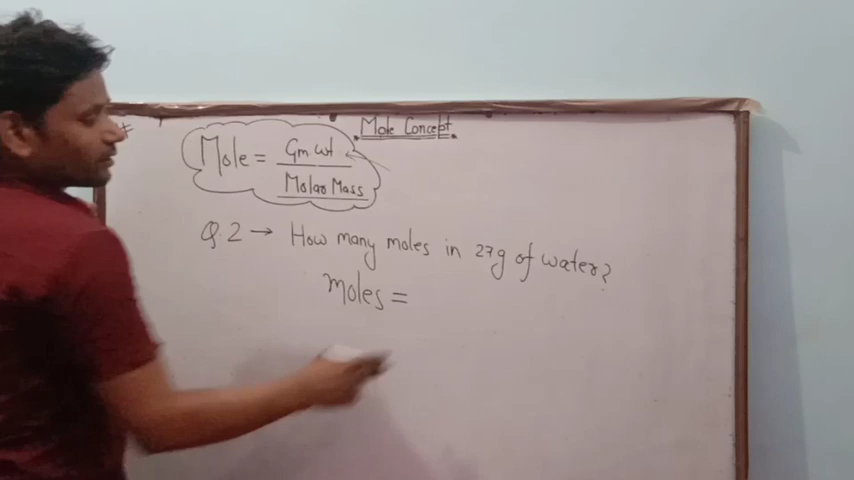 Mole Concept
Mole = Gm wt
Molar Mass
Q.2 → How many moles in 27g of water?
moles =